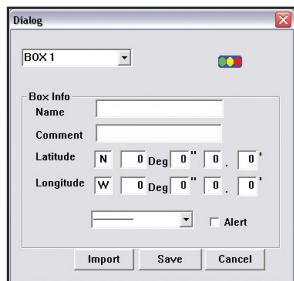 Dialog
BOX 1
Box Info
Name
Comment
Latitude N 0 Deg 0 " 0 . 0 '
Longitude W 0 Deg 0 " 0 . 0 '
Alert
Import Save Cancel